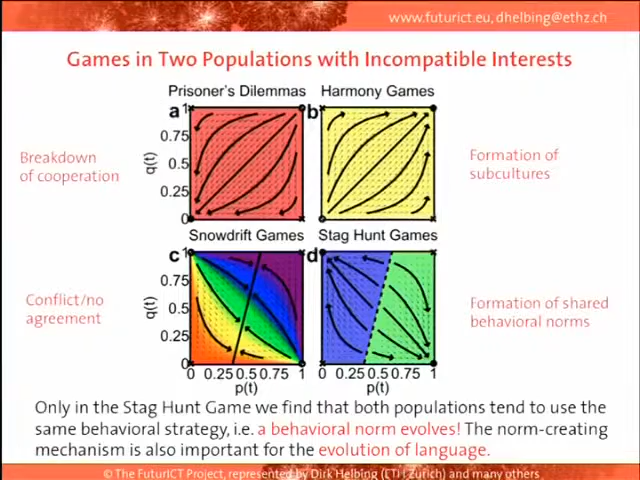 www.futurict.eu, dhelbing@ethz.ch
Games in Two Populations with Incompatible Interests
Prisoner's Dilemmas
Harmony Games
a
b
1
0.75
0.5
0.25
0
q(t)
Breakdown
of cooperation
Formation of
subcultures
Snowdrift Games
Stag Hunt Games
c
d
1
0.75
0.5
0.25
0
q(t)
Conflict/no
agreement
Formation of shared
behavioral norms
0 0.25 0.5 0.75 1
0 0.25 0.5 0.75 1
p(t)
p(t)
Only in the Stag Hunt Game we find that both populations tend to use the
same behavioral strategy, i.e. a behavioral norm evolves! The norm-creating
mechanism is also important for the evolution of language.
© The FuturICT Project, represented by Dirk Helbing (ETH Zurich) and many others